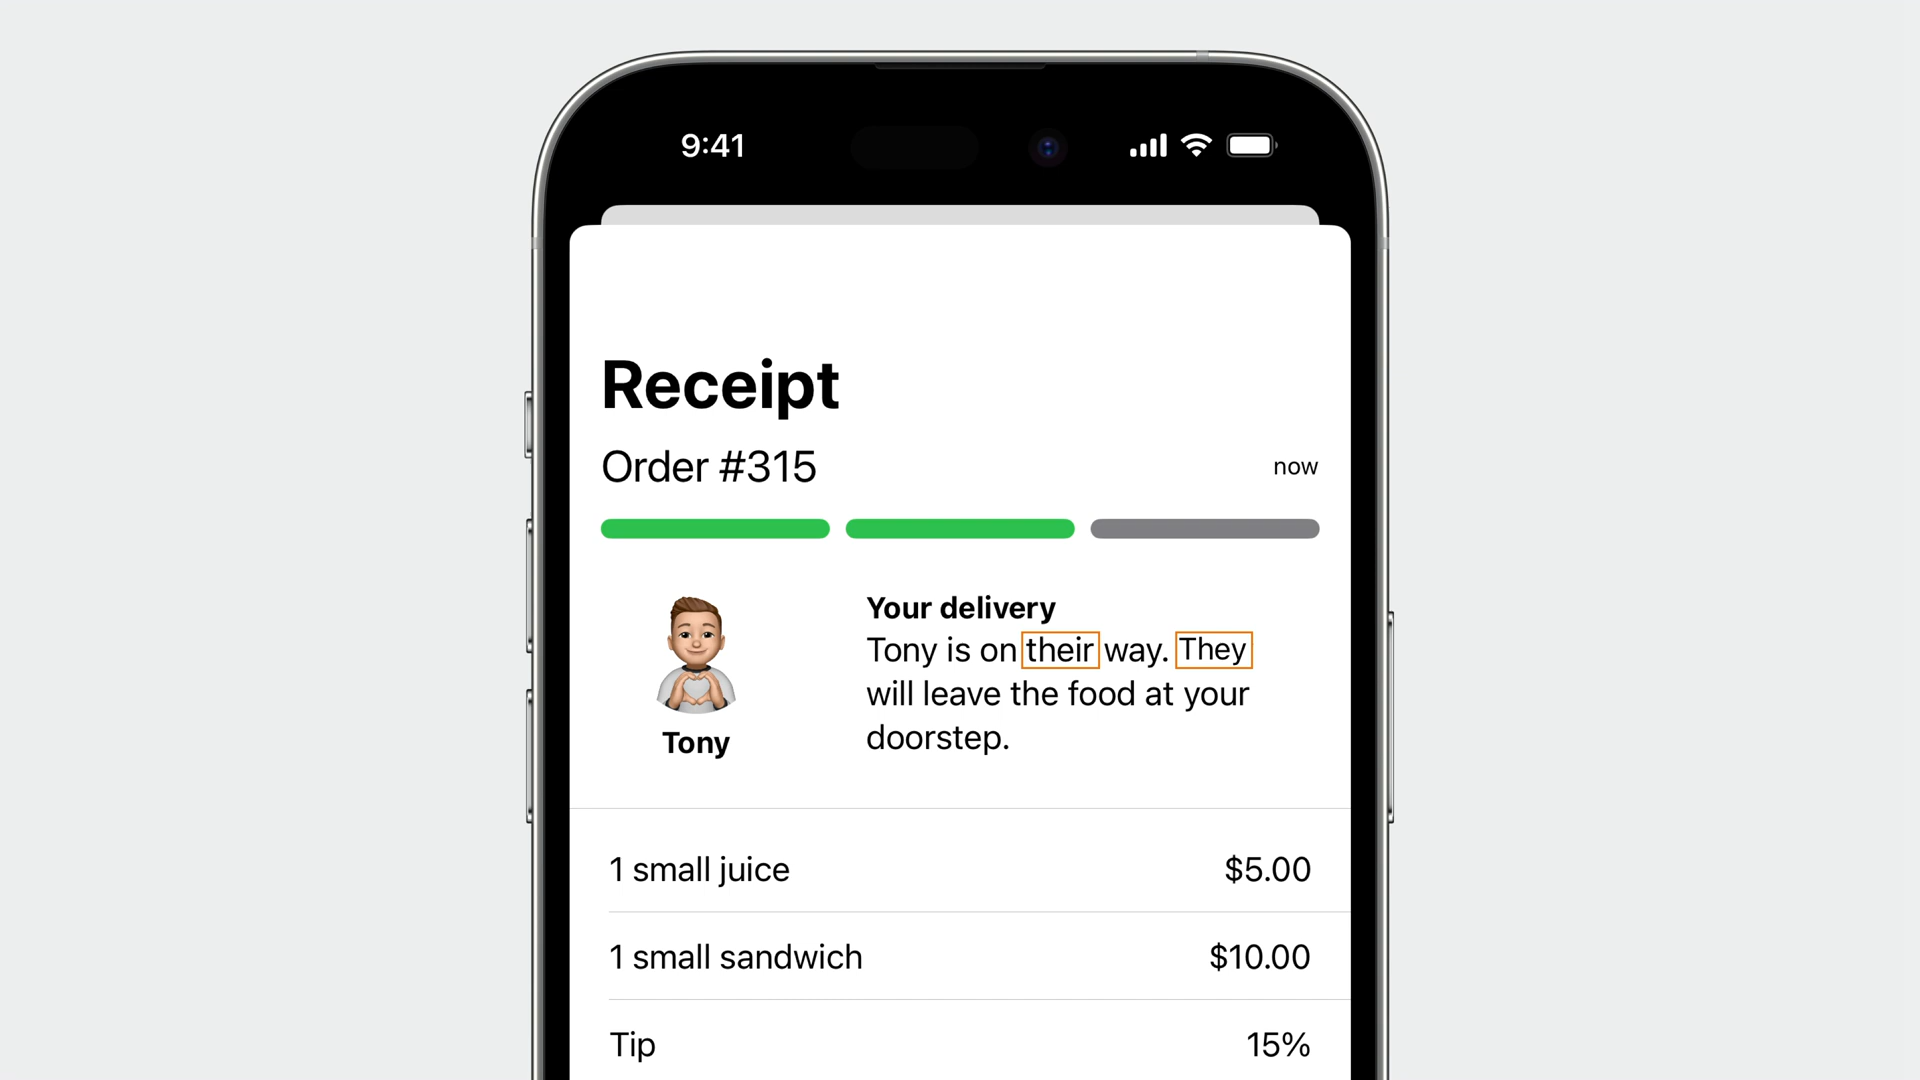 9:41
Receipt
Order #315
now
Your delivery
Tony is on their way. They
will leave the food at your
doorstep.
Tony
1 small juice
$5.00
1 small sandwich
$10.00
Tip
15%